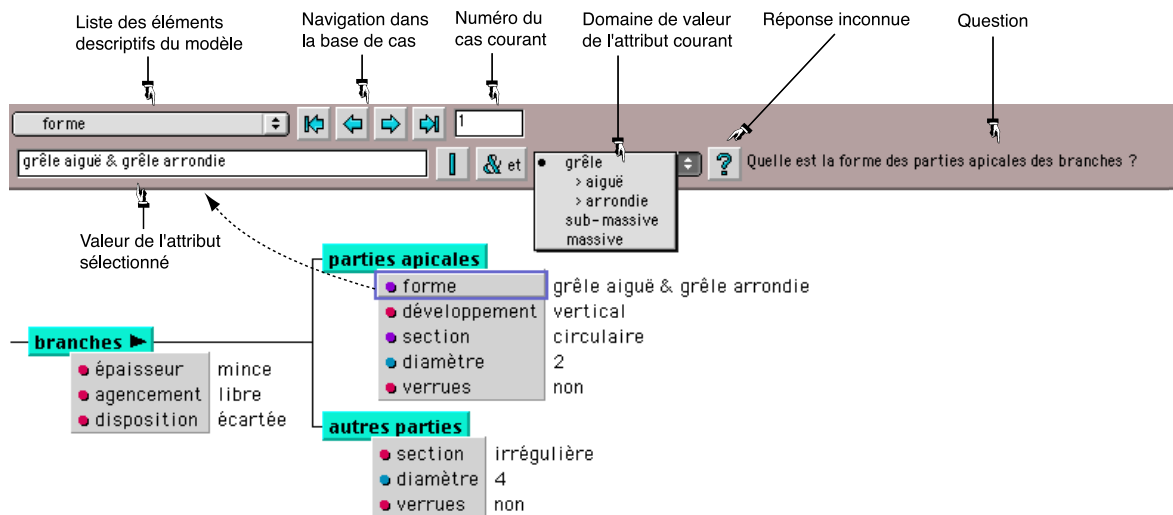 Liste des éléments
descriptifs du modèle
Navigation dans
la base de cas
Numéro du
cas courant
Domaine de valeur
de l'attribut courant
Réponse inconnue
Question
forme
1
grêle aiguë & grêle arrondie
& et
grêle
> aiguë
> arrondie
sub-massive
massive
?
Quelle est la forme des parties apicales des branches ?
Valeur de l'attribut
sélectionné
parties apicales
forme grêle aiguë & grêle arrondie
développement vertical
section circulaire
diamètre 2
verrues non
branches
épaisseur mince
agencement libre
disposition écartée
autres parties
section irrégulière
diamètre 4
verrues non